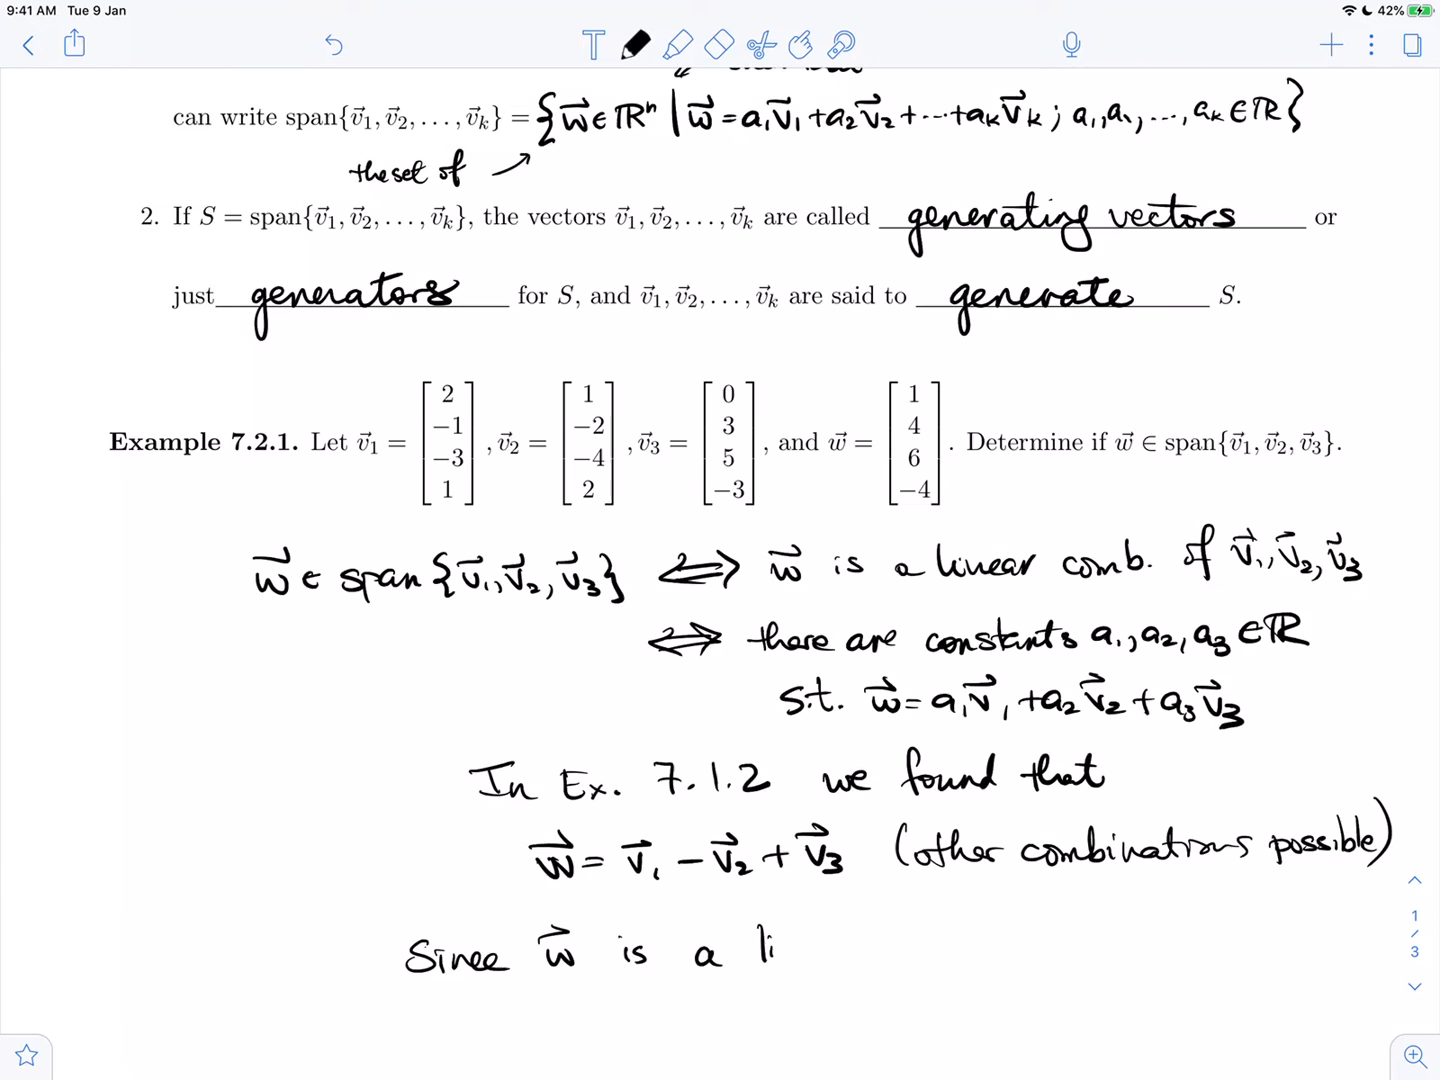 9:41 AM Tue 9 Jan 42%
can write span{v⃗₁, v⃗₂, . . . , v⃗ₖ} = {w⃗ ∈ ℝⁿ | w⃗ = a₁v⃗₁ + a₂v⃗₂ + ··· + aₖv⃗ₖ ; a₁, a₂, ..., aₖ ∈ ℝ}
the set of
2. If S = span{v⃗₁, v⃗₂, . . . , v⃗ₖ}, the vectors v⃗₁, v⃗₂, . . . , v⃗ₖ are called generating vectors or
just generators for S, and v⃗₁, v⃗₂, . . . , v⃗ₖ are said to generate S.
Example 7.2.1. Let v⃗₁ = [2 −1 −3 1], v⃗₂ = [1 −2 −4 2], v⃗₃ = [0 3 5 −3], and w⃗ = [1 4 6 −4]. Determine if w⃗ ∈ span{v⃗₁, v⃗₂, v⃗₃}.
w⃗ ∈ span {v⃗₁, v⃗₂, v⃗₃} ⟺ w⃗ is a linear comb. of v⃗₁, v⃗₂, v⃗₃
⟺ there are constants a₁, a₂, a₃ ∈ ℝ
s.t. w⃗ = a₁v⃗₁ + a₂v⃗₂ + a₃v⃗₃
In Ex. 7.1.2 we found that
w⃗ = v⃗₁ − v⃗₂ + v⃗₃ (other combinations possible)
Since w⃗ is a li
1
/
3